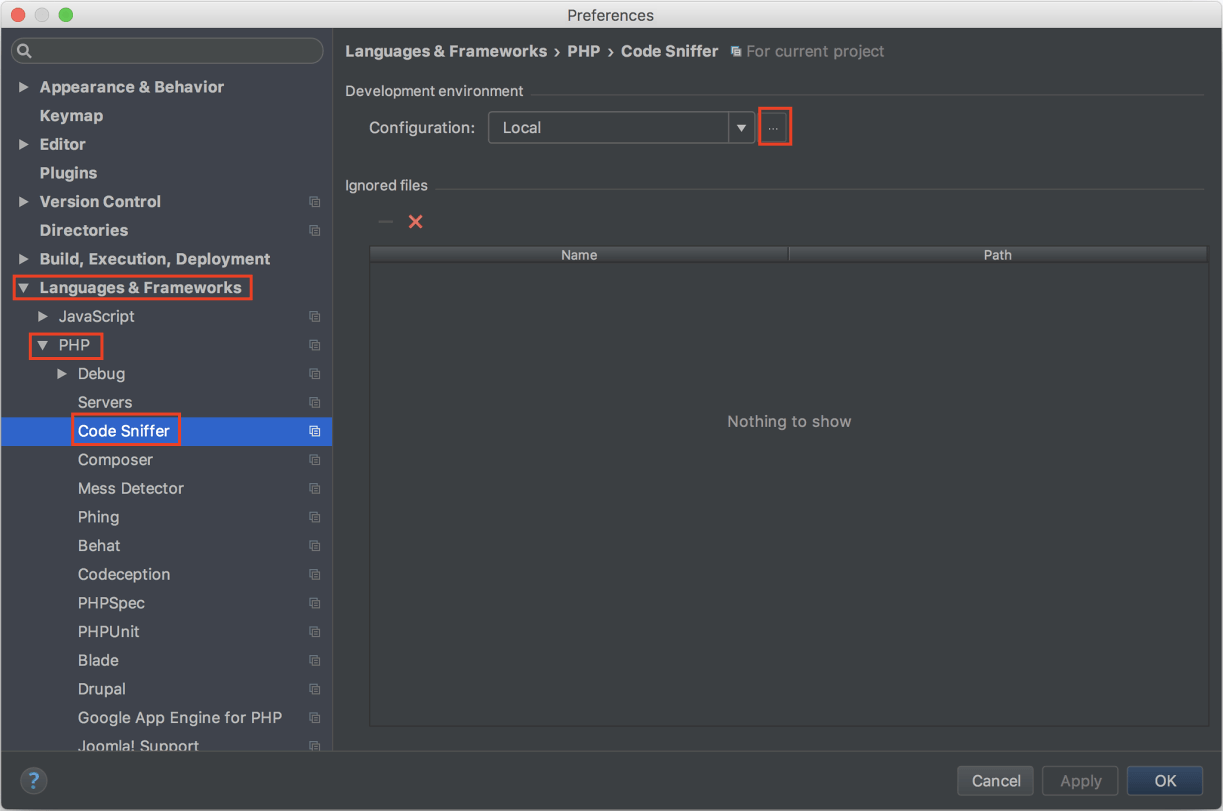 Preferences
Languages & Frameworks › PHP › Code Sniffer For current project
Appearance & Behavior
Keymap
Editor
Plugins
Version Control
Directories
Build, Execution, Deployment
Languages & Frameworks
JavaScript
PHP
Debug
Servers
Code Sniffer
Composer
Mess Detector
Phing
Behat
Codeception
PHPSpec
PHPUnit
Blade
Drupal
Google App Engine for PHP
Joomla! Support
Development environment
Configuration: Local ...
Ignored files
Name Path
Nothing to show
? Cancel Apply OK